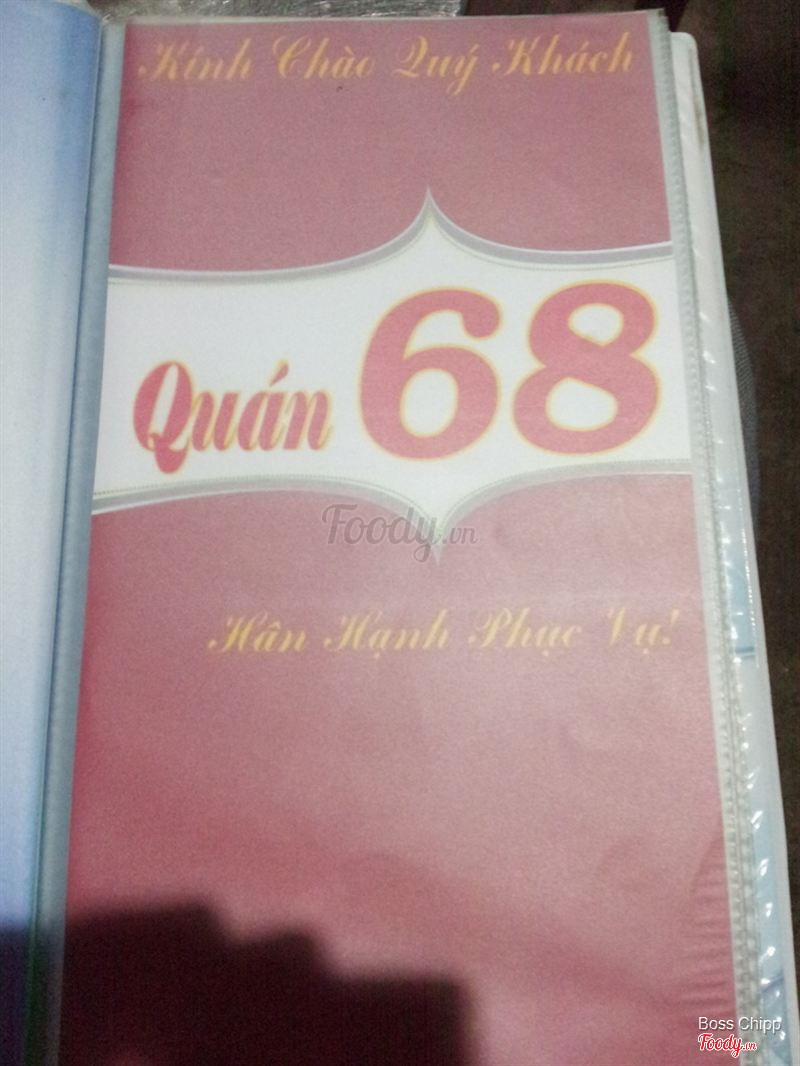 Kính Chào Quý Khách
Quán 68
Foody.vn
Hân Hạnh Phục Vụ!
Boss Chipp
Foody.vn